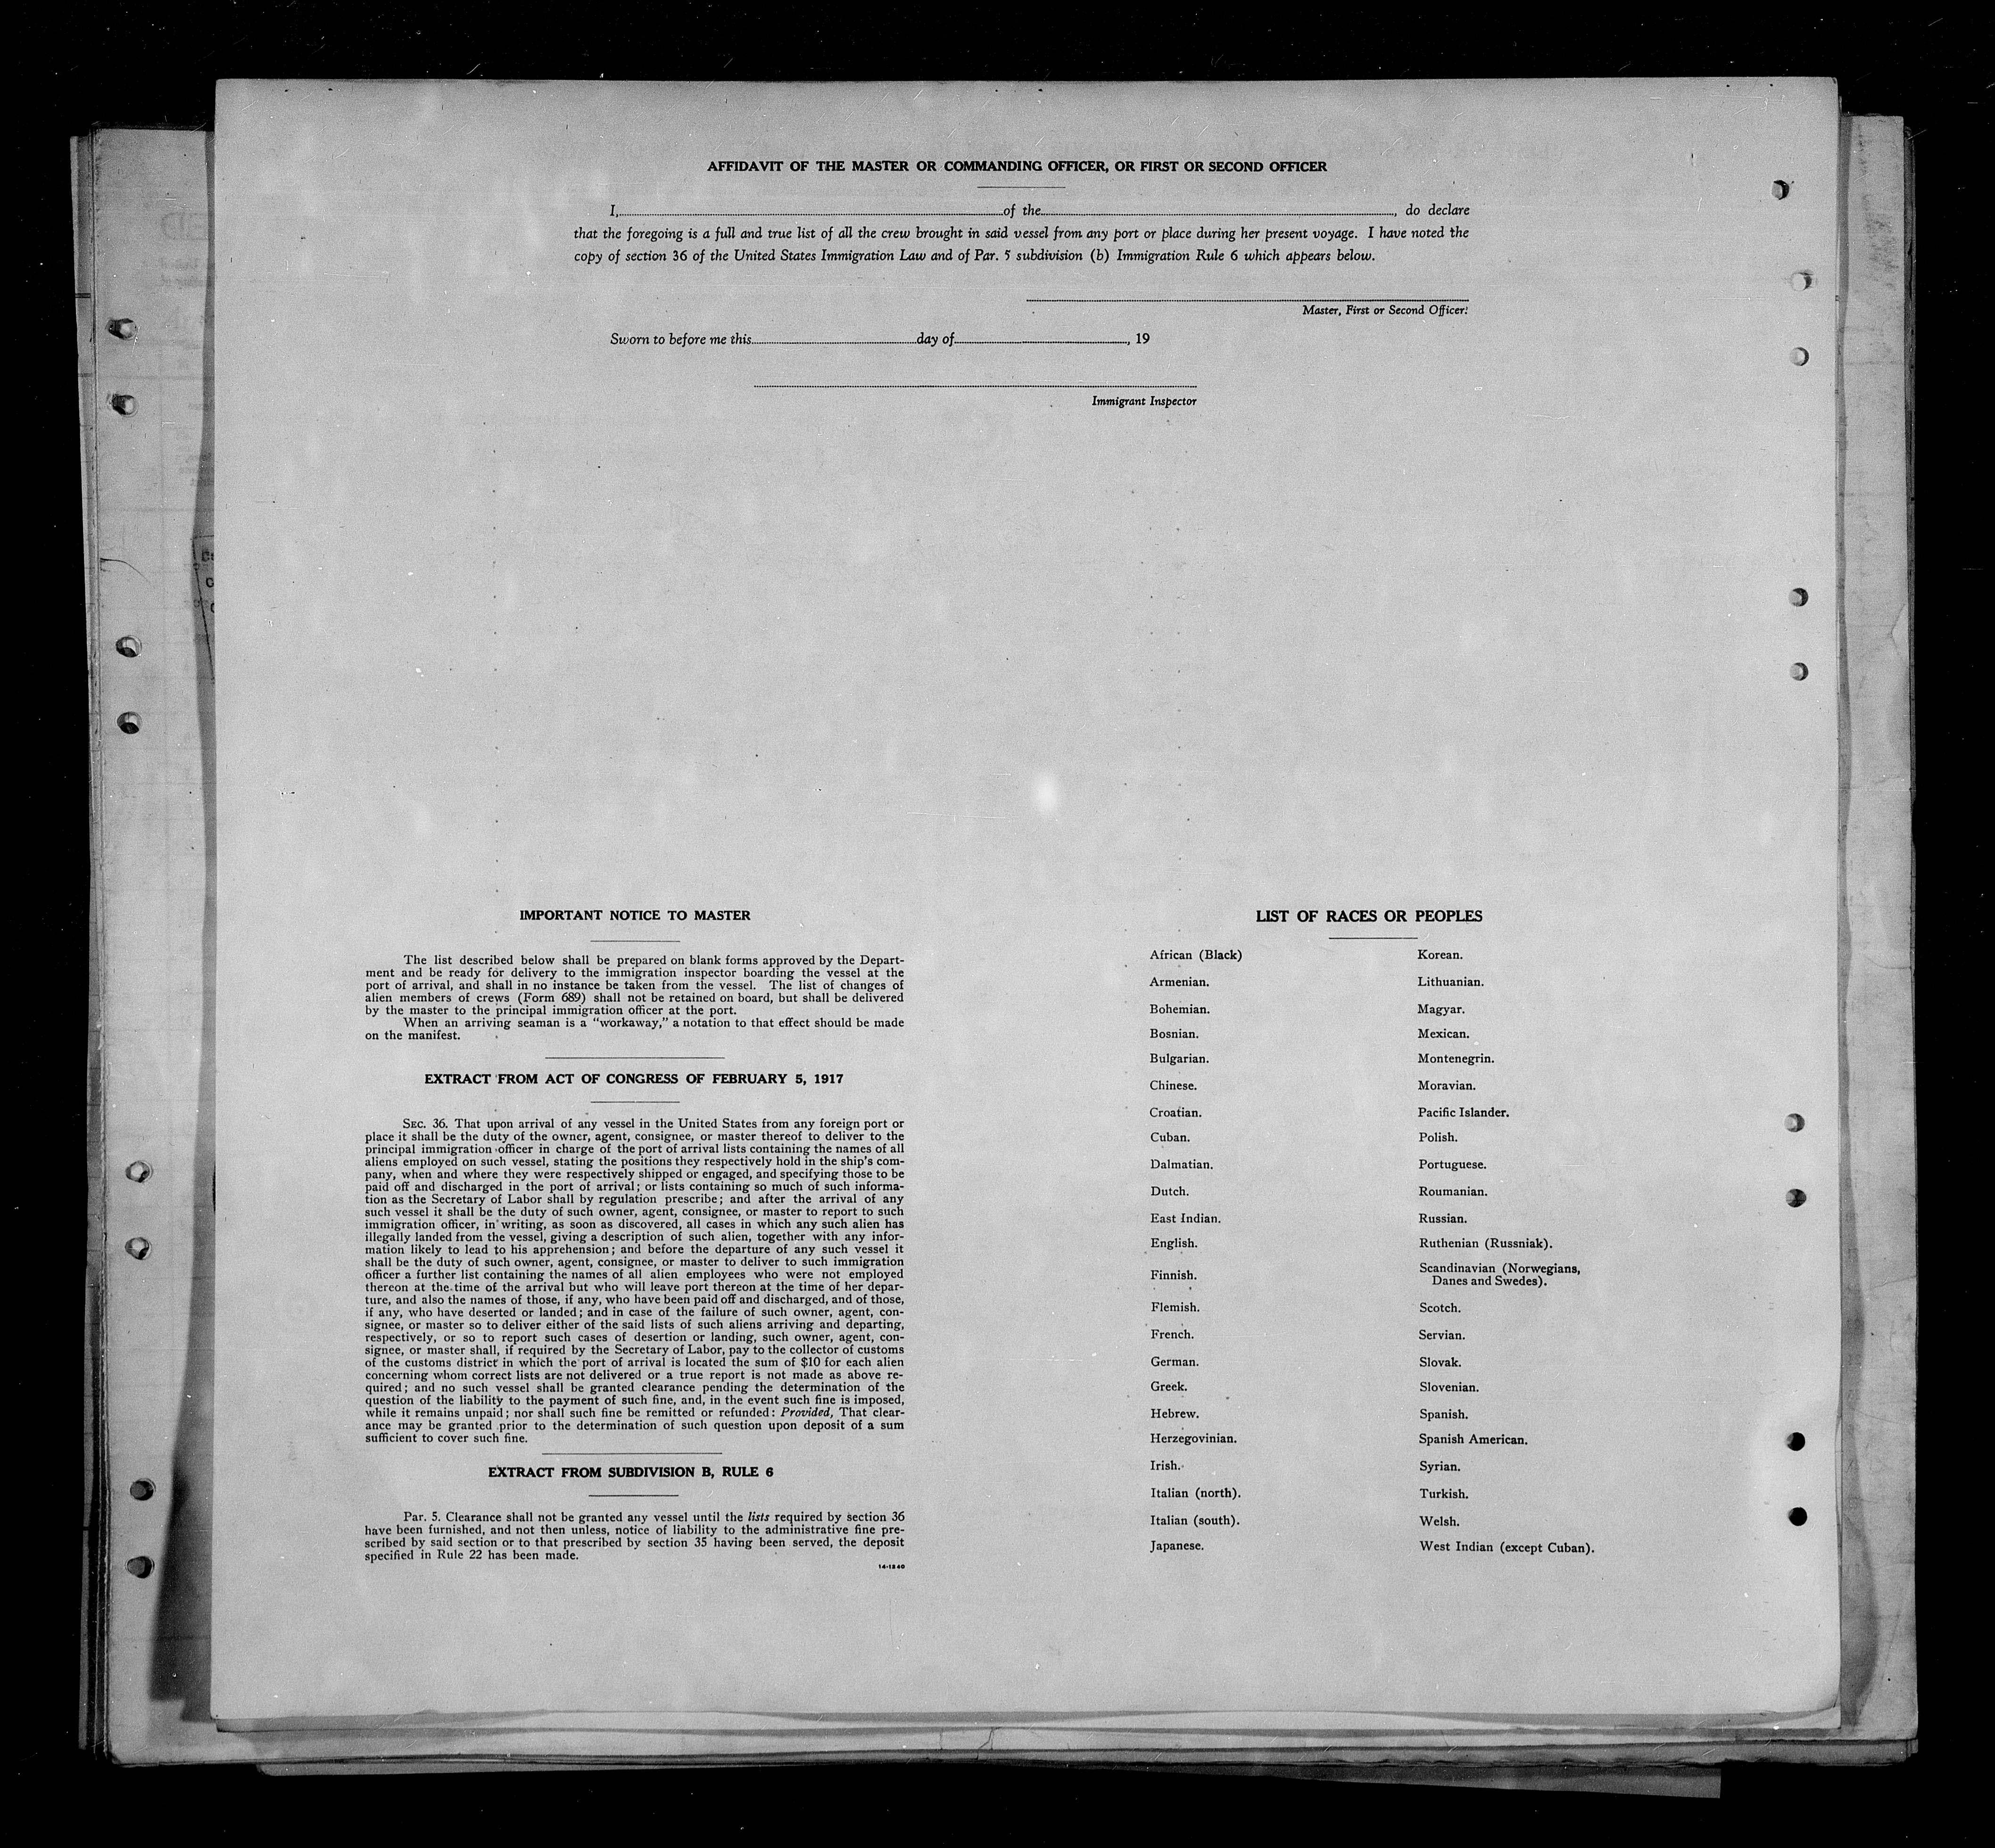 AFFIDAVIT OF THE MASTER OR COMMANDING OFFICER, OR FIRST OR SECOND OFFICER
I, of the , do declare
that the foregoing is a full and true list of all the crew brought in said vessel from any port or place during her present voyage. I have noted the
copy of section 36 of the United States Immigration Law and of Par. 5 subdivision (b) Immigration Rule 6 which appears below.
Master, First or Second Officer.
Sworn to before me this day of , 19
Immigrant Inspector
IMPORTANT NOTICE TO MASTER
The list described below shall be prepared on blank forms approved by the Depart-
ment and be ready for delivery to the immigration inspector boarding the vessel at the
port of arrival, and shall in no instance be taken from the vessel. The list of changes of
alien members of crews (Form 689) shall not be retained on board, but shall be delivered
by the master to the principal immigration officer at the port.
When an arriving seaman is a "workaway," a notation to that effect should be made
on the manifest.
EXTRACT FROM ACT OF CONGRESS OF FEBRUARY 5, 1917
SEC. 36. That upon arrival of any vessel in the United States from any foreign port or
place it shall be the duty of the owner, agent, consignee, or master thereof to deliver to the
principal immigration officer in charge of the port of arrival lists containing the names of all
aliens employed on such vessel, stating the positions they respectively hold in the ship's com-
pany, when and where they were respectively shipped or engaged, and specifying those to be
paid off and discharged in the port of arrival; or lists containing so much of such informa-
tion as the Secretary of Labor shall by regulation prescribe; and after the arrival of any
such vessel it shall be the duty of such owner, agent, consignee, or master to report to such
immigration officer, in writing, as soon as discovered, all cases in which any such alien has
illegally landed from the vessel, giving a description of such alien, together with any infor-
mation likely to lead to his apprehension; and before the departure of any such vessel it
shall be the duty of such owner, agent, consignee, or master to deliver to such immigration
officer a further list containing the names of all alien employees who were not employed
thereon at the time of the arrival but who will leave port thereon at the time of her depar-
ture, and also the names of those, if any, who have been paid off and discharged, and of those,
if any, who have deserted or landed; and in case of the failure of such owner, agent, con-
signee, or master so to deliver either of the said lists of such aliens arriving and departing,
respectively, or so to report such cases of desertion or landing, such owner, agent, con-
signee, or master shall, if required by the Secretary of Labor, pay to the collector of customs
of the customs district in which the port of arrival is located the sum of $10 for each alien
concerning whom correct lists are not delivered or a true report is not made as above re-
quired; and no such vessel shall be granted clearance pending the determination of the
question of the liability to the payment of such fine, and, in the event such fine is imposed,
while it remains unpaid; nor shall such fine be remitted or refunded: Provided, That clear-
ance may be granted prior to the determination of such question upon deposit of a sum
sufficient to cover such fine.
EXTRACT FROM SUBDIVISION B, RULE 6
Par. 5. Clearance shall not be granted any vessel until the lists required by section 36
have been furnished, and not then unless, notice of liability to the administrative fine pre-
scribed by said section or to that prescribed by section 35 having been served, the deposit
specified in Rule 22 has been made.
14-1240
LIST OF RACES OR PEOPLES
African (Black)
Armenian.
Bohemian.
Bosnian.
Bulgarian.
Chinese.
Croatian.
Cuban.
Dalmatian.
Dutch.
East Indian.
English.
Finnish.
Flemish.
French.
German.
Greek.
Hebrew.
Herzegovinian.
Irish.
Italian (north).
Italian (south).
Japanese.
Korean.
Lithuanian.
Magyar.
Mexican.
Montenegrin.
Moravian.
Pacific Islander.
Polish.
Portuguese.
Roumanian.
Russian.
Ruthenian (Russniak).
Scandinavian (Norwegians,
Danes and Swedes).
Scotch.
Servian.
Slovak.
Slovenian.
Spanish.
Spanish American.
Syrian.
Turkish.
Welsh.
West Indian (except Cuban).